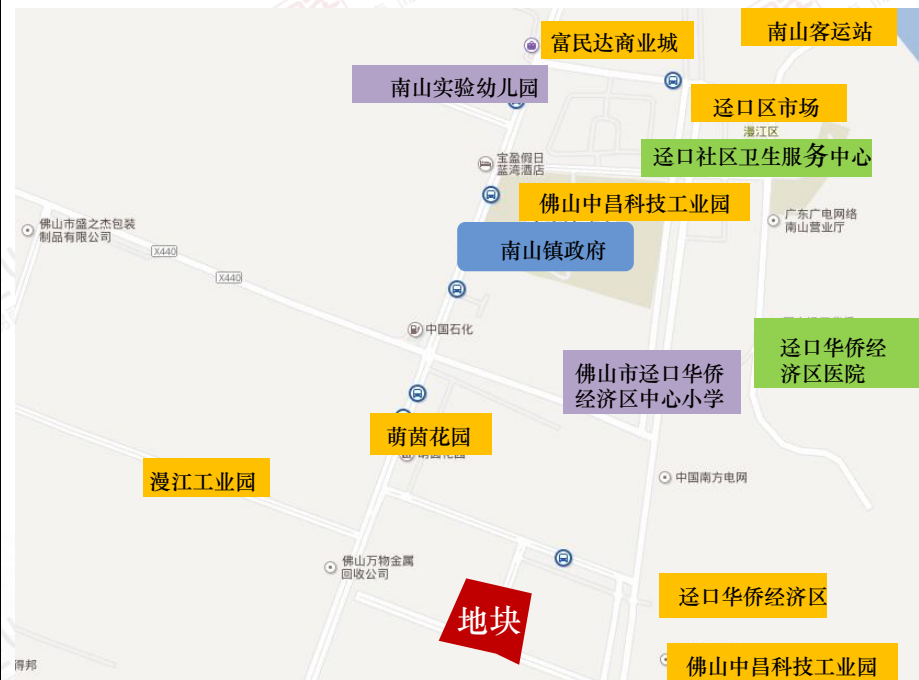 南山客运站
富民达商业城
南山实验幼儿园
迳口区市场
漫江区
迳口社区卫生服务中心
宝盈假日
蓝湾酒店
佛山中昌科技工业园
广东广电网络
南山营业厅
佛山市盛之杰包装
制品有限公司
南山镇政府
X440
X440
中国石化
迳口华侨经
济区医院
佛山市迳口华侨
经济区中心小学
萌茵花园
漫江工业园
中国南方电网
佛山万物金属
回收公司
迳口华侨经济区
地块
得邦
佛山中昌科技工业园